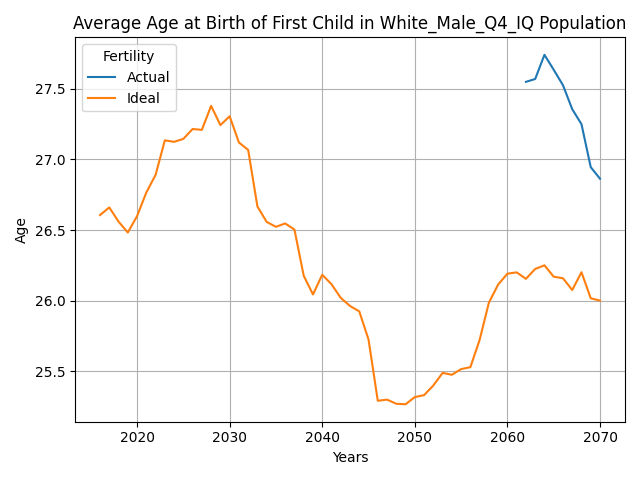 Average Age at Birth of First Child in White_Male_Q4_IQ Population
Fertility
Actual
Ideal
27.5
27.0
26.5
26.0
25.5
Age
2020 2030 2040 2050 2060 2070
Years